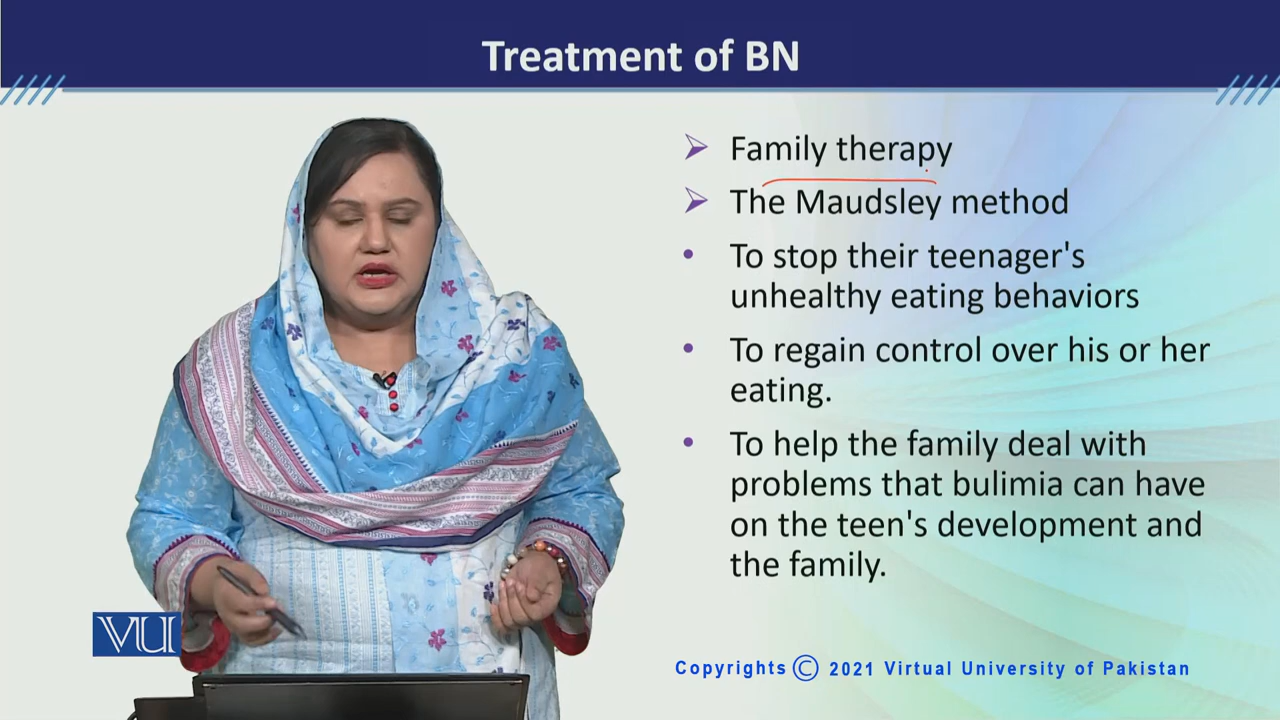 Treatment of BN
Family therapy
The Maudsley method
To stop their teenager's
unhealthy eating behaviors
To regain control over his or her
eating.
To help the family deal with
problems that bulimia can have
on the teen's development and
the family.
VU
Copyrights © 2021 Virtual University of Pakistan